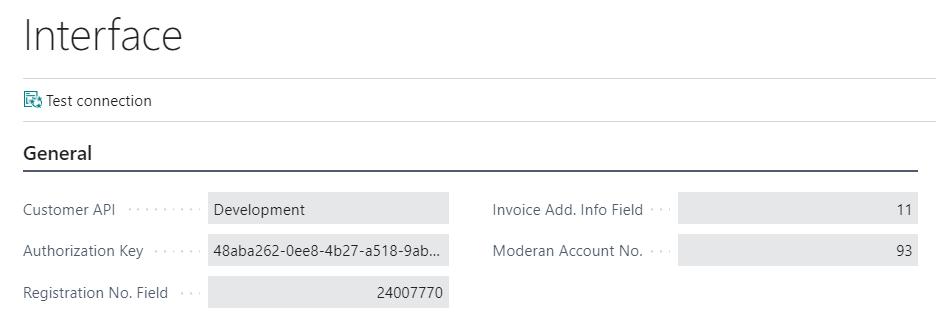 Interface
Test connection
General
Customer API Development
Authorization Key 48aba262-0ee8-4b27-a518-9ab...
Registration No. Field 24007770
Invoice Add. Info Field 11
Moderan Account No. 93